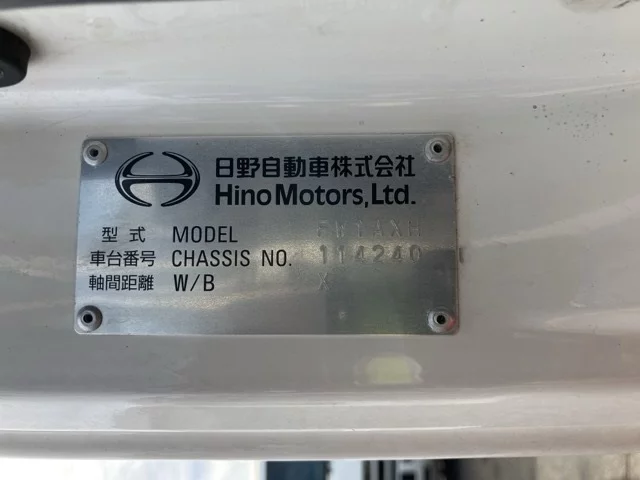 日野自動車株式会社
Hino Motors, Ltd.
型式 MODEL FW1AXH
車台番号 CHASSIS NO. 114240
軸間距離 W/B X